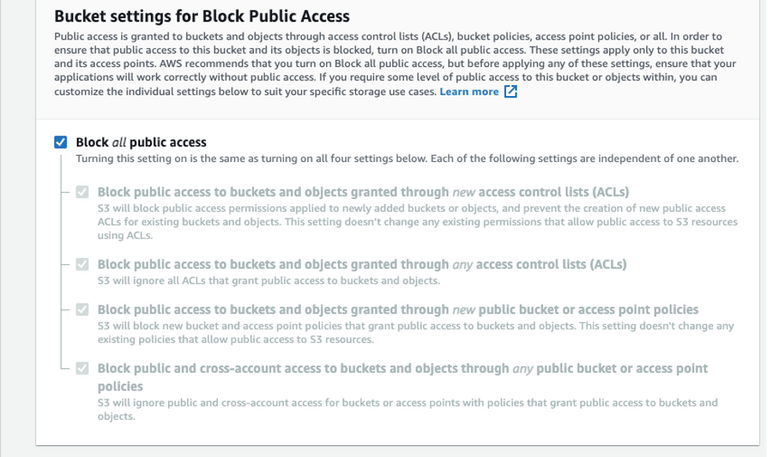 Bucket settings for Block Public Access
Public access is granted to buckets and objects through access control lists (ACLs), bucket policies, access point policies, or all. In order to
ensure that public access to this bucket and its objects is blocked, turn on Block all public access. These settings apply only to this bucket
and its access points. AWS recommends that you turn on Block all public access, but before applying any of these settings, ensure that your
applications will work correctly without public access. If you require some level of public access to this bucket or objects within, you can
customize the individual settings below to suit your specific storage use cases. Learn more
Block all public access
Turning this setting on is the same as turning on all four settings below. Each of the following settings are independent of one another.
Block public access to buckets and objects granted through new access control lists (ACLs)
S3 will block public access permissions applied to newly added buckets or objects, and prevent the creation of new public access
ACLs for existing buckets and objects. This setting doesn't change any existing permissions that allow public access to S3 resources
using ACLs.
Block public access to buckets and objects granted through any access control lists (ACLs)
S3 will ignore all ACLs that grant public access to buckets and objects.
Block public access to buckets and objects granted through new public bucket or access point policies
S3 will block new bucket and access point policies that grant public access to buckets and objects. This setting doesn't change any
existing policies that allow public access to S3 resources.
Block public and cross-account access to buckets and objects through any public bucket or access point
policies
S3 will ignore public and cross-account access for buckets or access points with policies that grant public access to buckets and
objects.